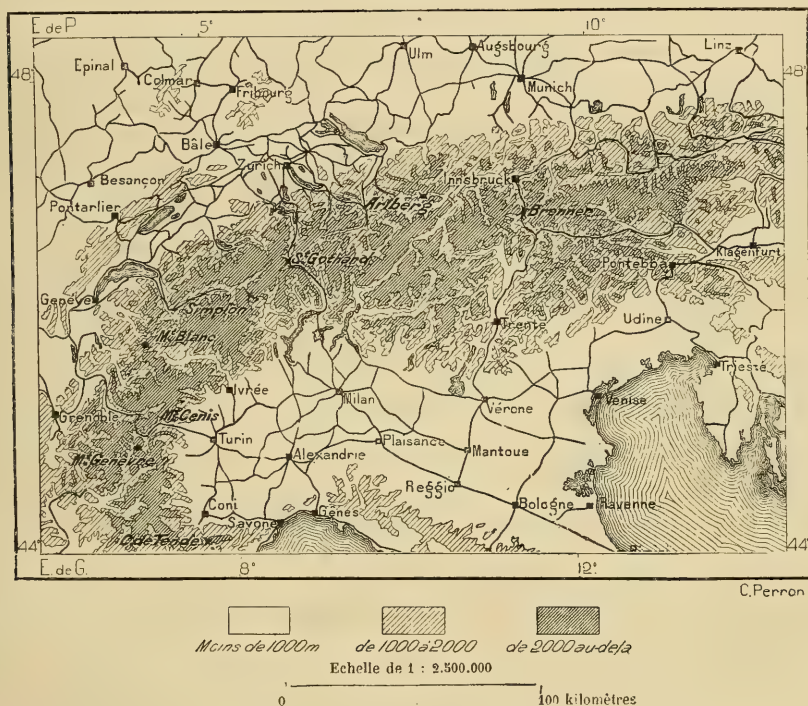 E. de P. 5° 10°
Ulm Augsbourg Linz
48° Epinal 48°
Colmar Munich
Fribourg
Bâle
Zurich
Besançon Innsbruck
Arlberg
Pontarlier Brenner
Klagenfurt
St Gothard Pontebba
Genève
Simplon
Trente Udine
Mt Blanc
Trieste
Ivrée Milan Vérone Venise
Grenoble Mt Cenis
Turin Plaisance
Mt Genèvre Alexandrie Mantoue
Reggio
Coni Gênes Bologne Ravenne
Savone
44° C. de Tende 44°
E. de G. 8° 12°
C. Perron
Moins de 1000m de 1000 à 2000 de 2000 au-delà
Echelle de 1 : 2.500.000
0 100 kilomètres